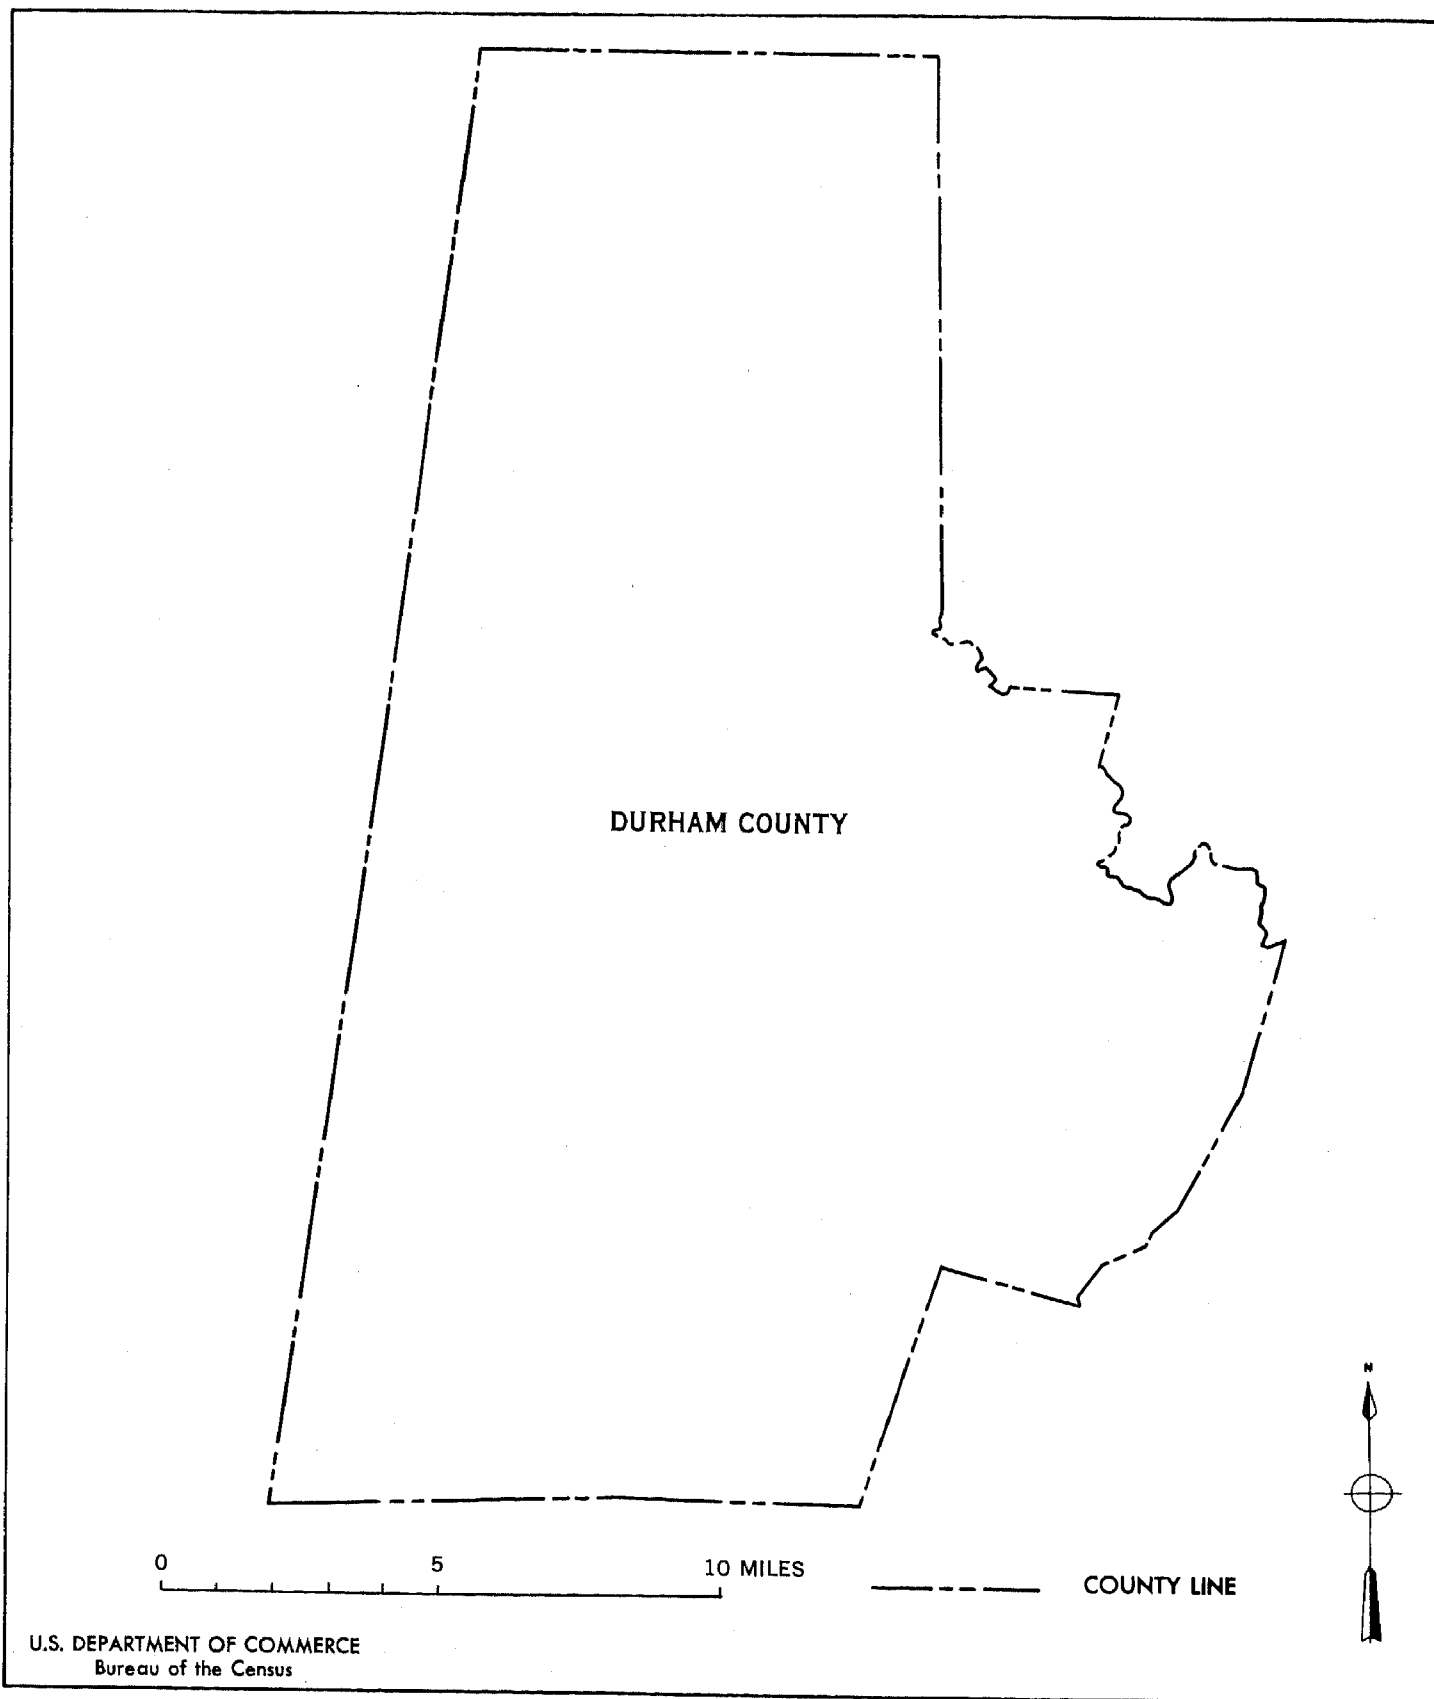 DURHAM COUNTY
N
0 5 10 MILES
COUNTY LINE
U.S. DEPARTMENT OF COMMERCE
Bureau of the Census